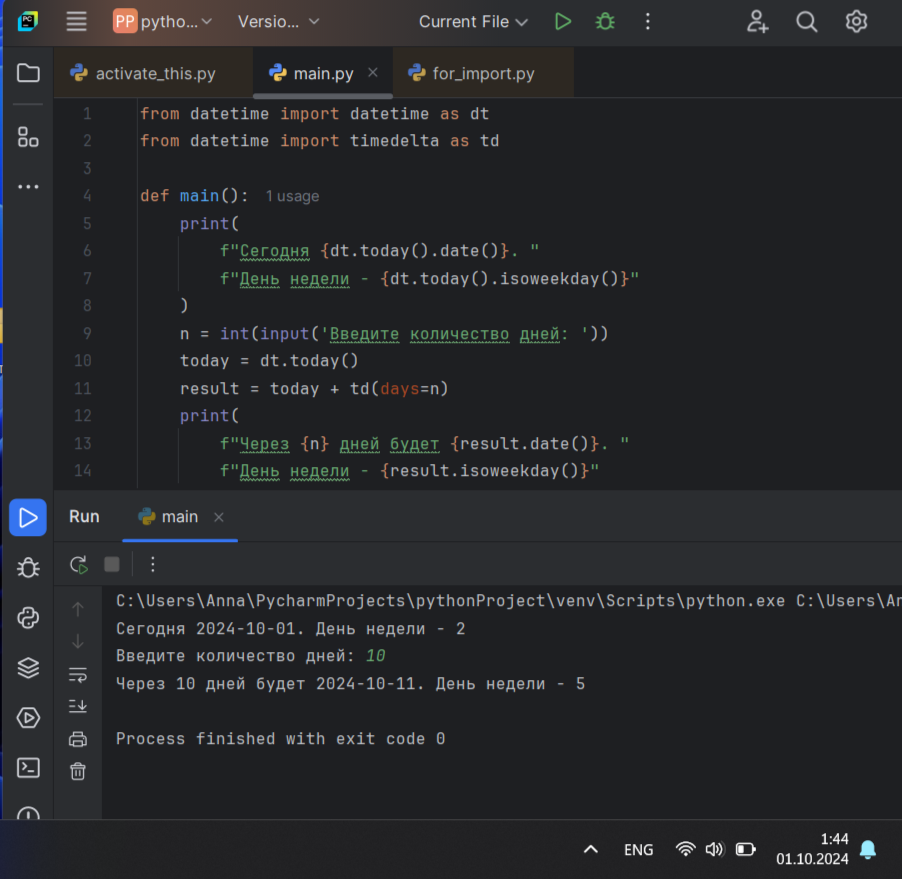 PP pytho... Versio... Current File
activate_this.py main.py for_import.py
1 from datetime import datetime as dt
2 from datetime import timedelta as td
3
4 def main(): 1 usage
5 print(
6 f"Сегодня {dt.today().date()}. "
7 f"День недели - {dt.today().isoweekday()}"
8 )
9 n = int(input('Введите количество дней: '))
10 today = dt.today()
11 result = today + td(days=n)
12 print(
13 f"Через {n} дней будет {result.date()}. "
14 f"День недели - {result.isoweekday()}"
Run main
C:\Users\Anna\PycharmProjects\pythonProject\venv\Scripts\python.exe C:\Users\An
Сегодня 2024-10-01. День недели - 2
Введите количество дней: 10
Через 10 дней будет 2024-10-11. День недели - 5
Process finished with exit code 0
ENG
1:44
01.10.2024